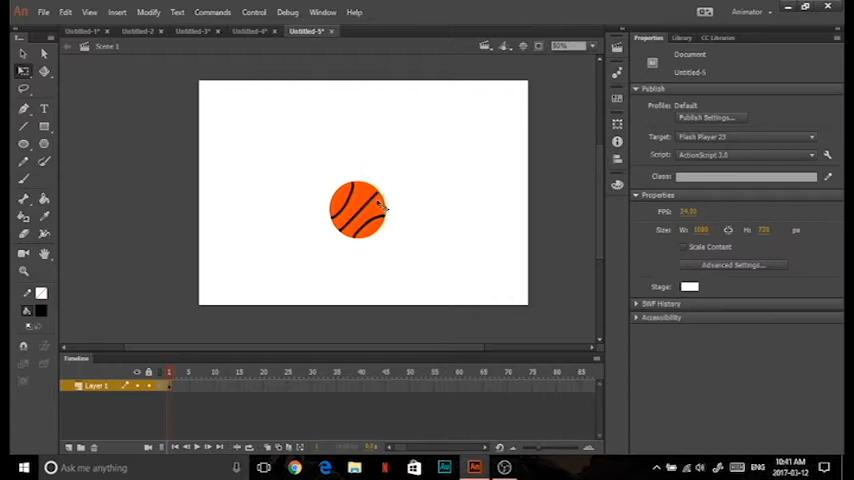 An File Edit View Insert Modify Text Commands Control Debug Window Help Animator
Untitled-1* × Untitled-2 × Untitled-3* × Untitled-4* × Untitled-5* ×
Scene 1
Properties Library CC Libraries
Document
Untitled-5
Publish
Profile: Default
Publish Settings...
Target: Flash Player 23
Script: ActionScript 3.0
Class:
Properties
FPS: 24.00
Size: W: H: 720 px
Scale Content
Advanced Settings...
Stage:
SWF History
Accessibility
Timeline
1 5 10 15 20 25 30 35 40 45 50 55 60 65 70 75 80 85
Layer 1
1
Ask me anything
ENG
10:41 AM
2017-03-12